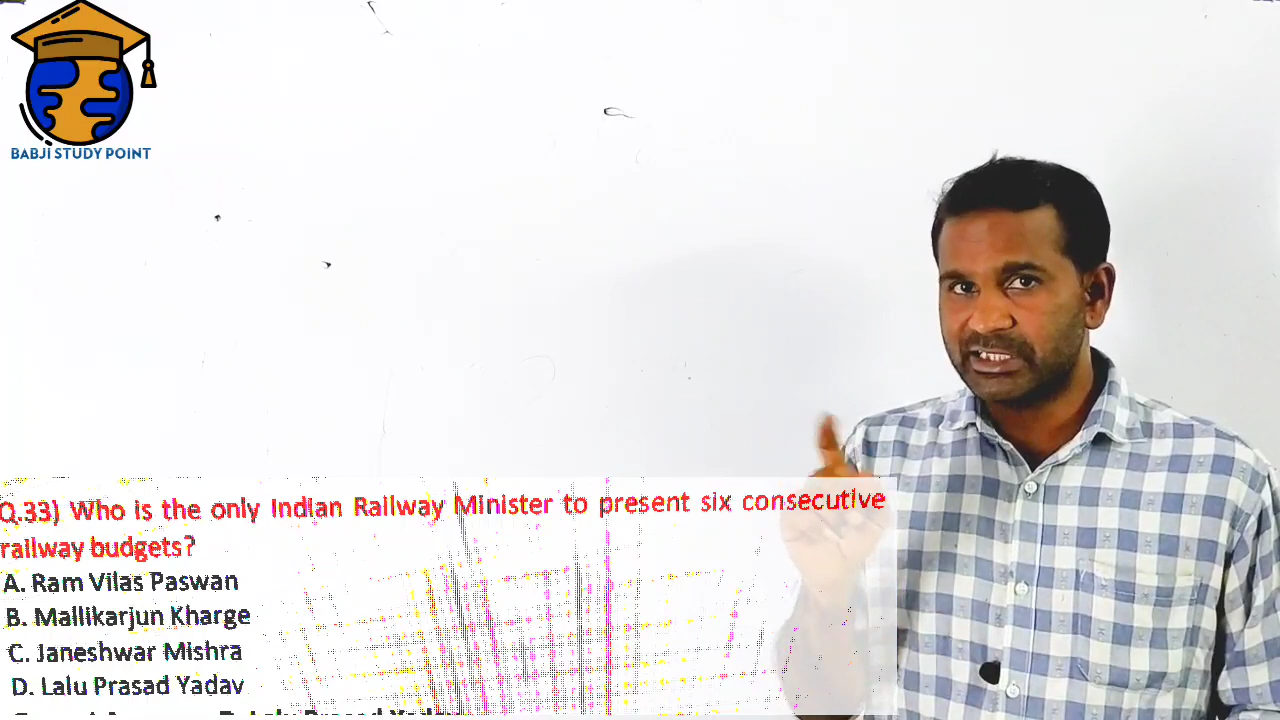 BABJI STUDY POINT
Q.33) Who is the only Indian Railway Minister to present six consecutive
railway budgets?
A. Ram Vilas Paswan
B. Mallikarjun Kharge
C. Janeshwar Mishra
D. Lalu Prasad Yadav